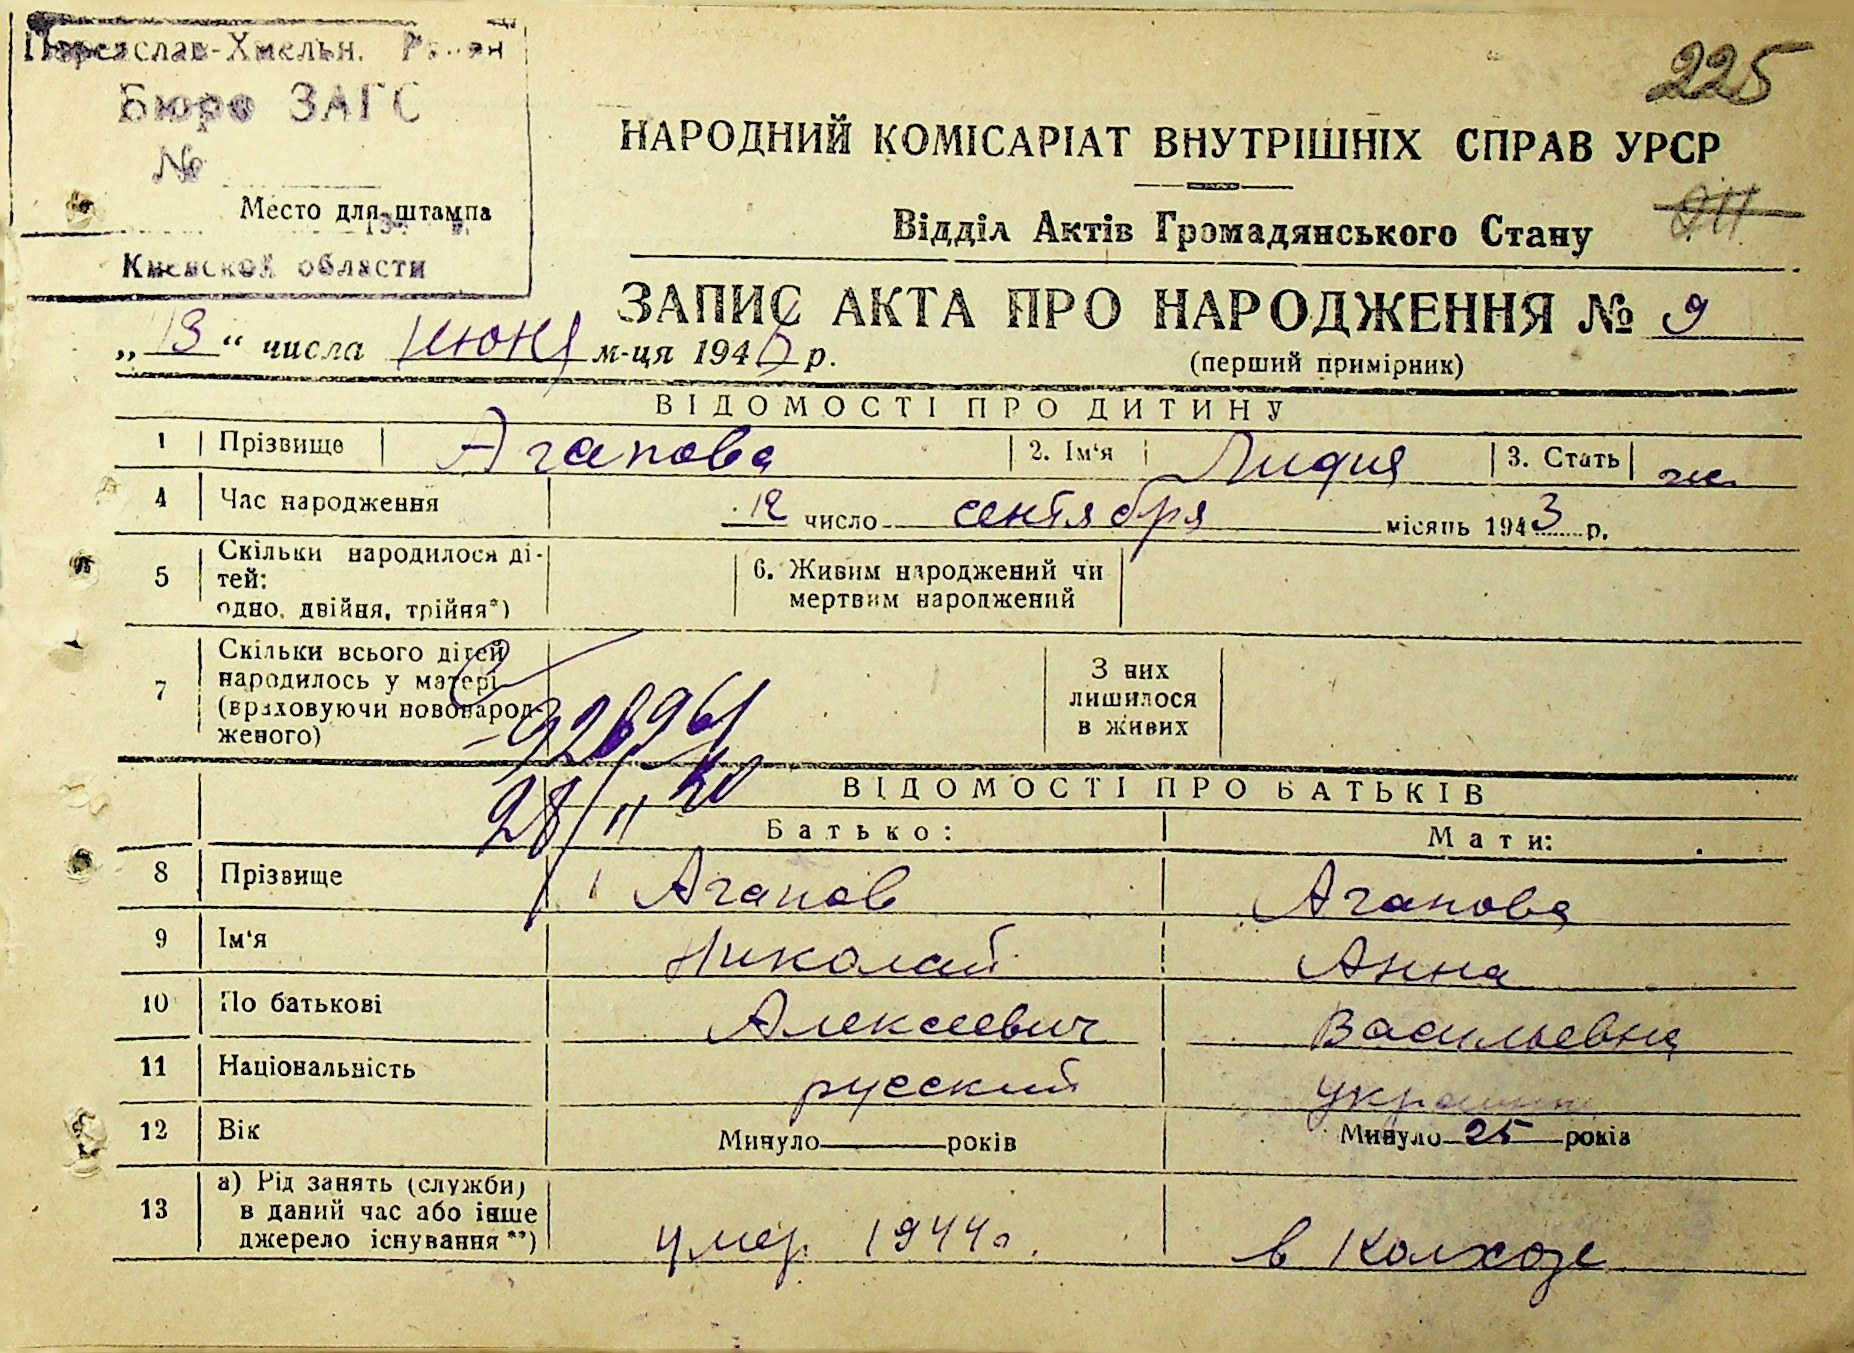 Переяслав-Хмельн. Район
Бюро ЗАГС
№
Место для штампа
194 г.
Киевской области
225
НАРОДНИЙ КОМІСАРІАТ ВНУТРІШНІХ СПРАВ УРСР
Відділ Актів Громадянського Стану
ЗАПИС АКТА ПРО НАРОДЖЕННЯ № 9
„13“ числа июня м-ця 1946 р.
(перший примірник)
ВІДОМОСТІ ПРО ДИТИНУ
1 Прізвище Агапова 2. Ім'я Лидия 3. Стать ж.
4 Час народження 12 число сентября місяць 1943 р.
5 Скільки народилося ді-
тей:
одно, двійня, трійня*)
6. Живим народжений чи
мертвим народжений
7 Скільки всього дітей
народилось у матері
(враховуючи новонарод-
женого)
З них
лишилося
в живих
ВІДОМОСТІ ПРО БАТЬКІВ
Батько: Мати:
8 Прізвище Агапов Агапова
9 Ім'я Николай Анна
10 По батькові Алексеевич Васильевна
11 Національність русский
12 Вік Минуло років Минуло 25 років
13 а) Рід занять (служби)
в даний час або інше
джерело існування**)
умер. 1944 г. в колхозе